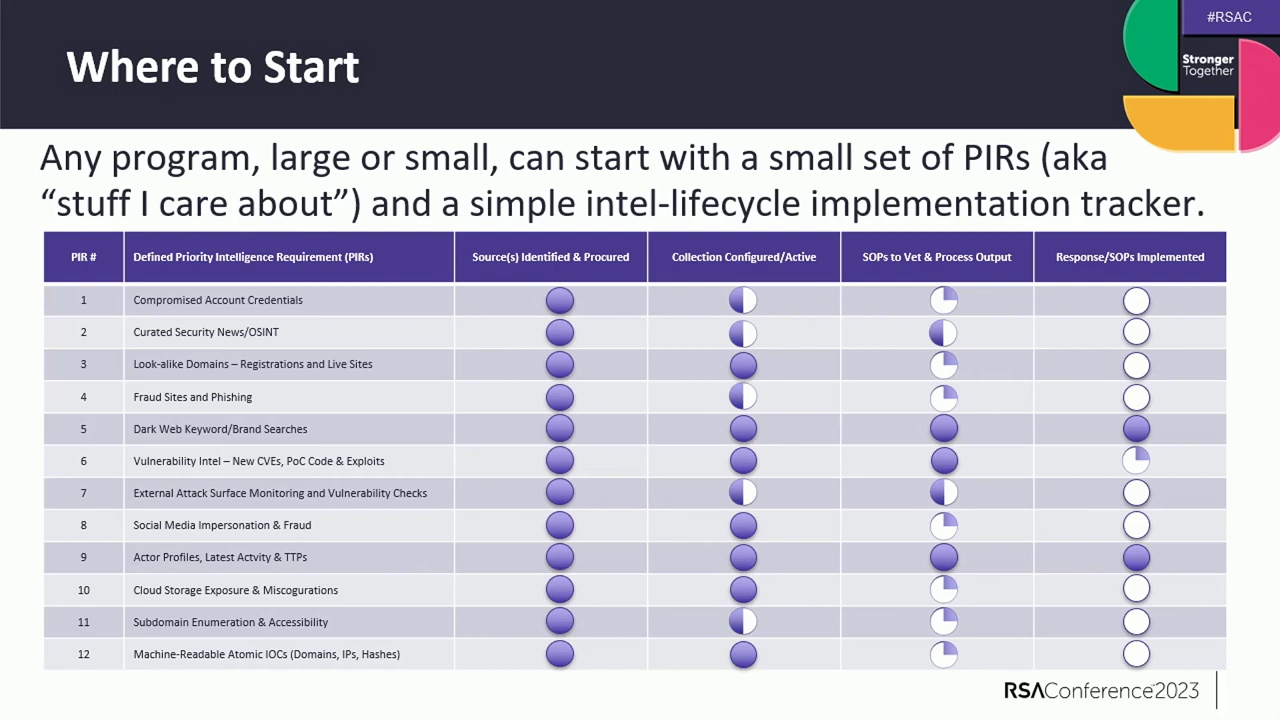 #RSAC
Stronger
Together
Where to Start
Any program, large or small, can start with a small set of PIRs (aka
“stuff I care about”) and a simple intel-lifecycle implementation tracker.
PIR # Defined Priority Intelligence Requirement (PIRs) Source(s) Identified & Procured Collection Configured/Active SOPs to Vet & Process Output Response/SOPs Implemented
1 Compromised Account Credentials
2 Curated Security News/OSINT
3 Look-alike Domains – Registrations and Live Sites
4 Fraud Sites and Phishing
5 Dark Web Keyword/Brand Searches
6 Vulnerability Intel – New CVEs, PoC Code & Exploits
7 External Attack Surface Monitoring and Vulnerability Checks
8 Social Media Impersonation & Fraud
9 Actor Profiles, Latest Actvity & TTPs
10 Cloud Storage Exposure & Miscogurations
11 Subdomain Enumeration & Accessibility
12 Machine-Readable Atomic IOCs (Domains, IPs, Hashes)
RSAConference™2023